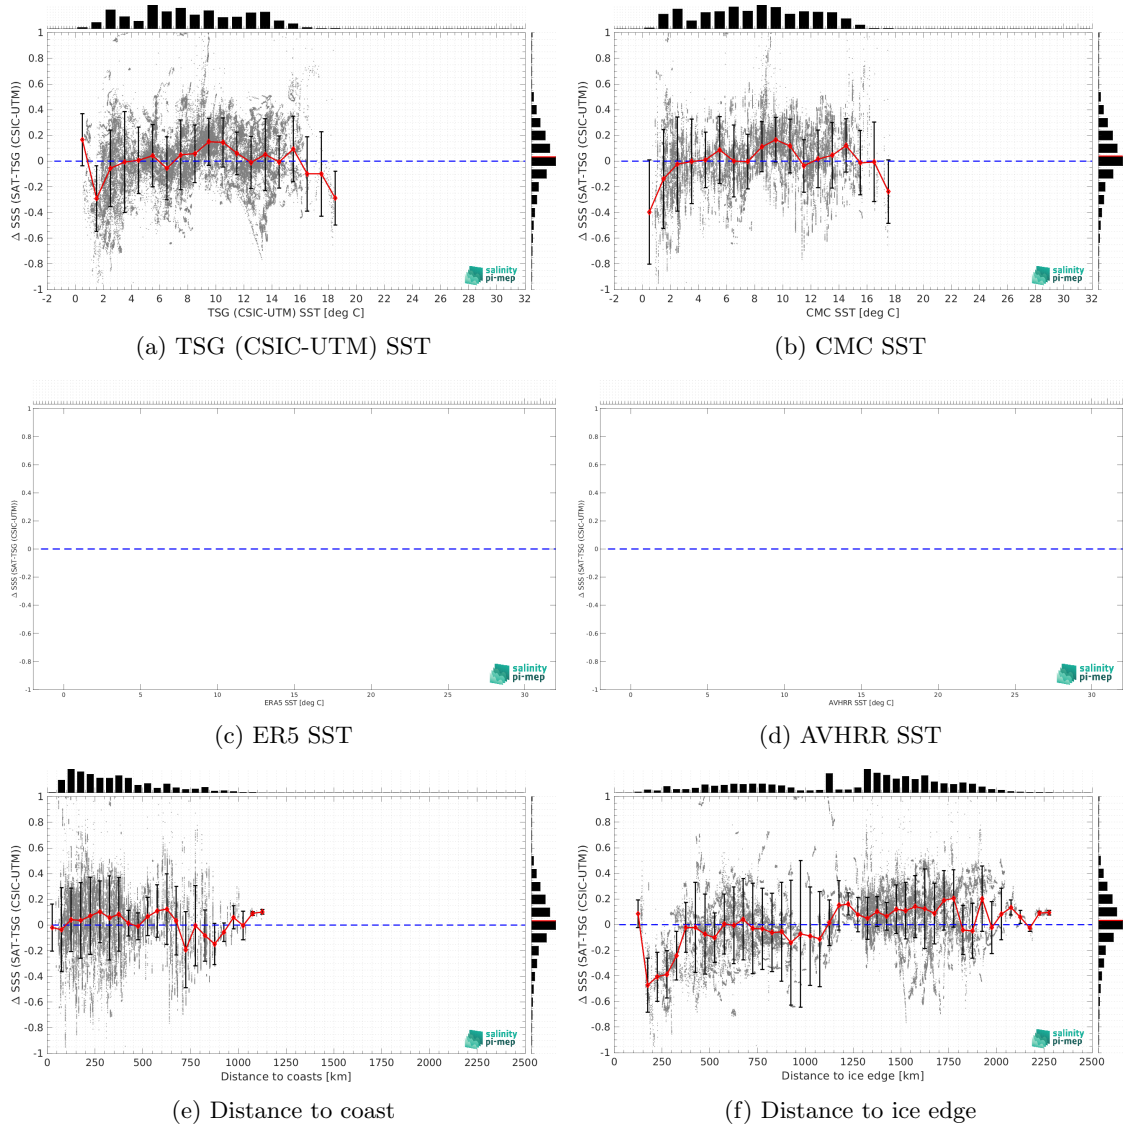 1
0.8
0.6
0.4
0.2
0
-0.2
-0.4
-0.6
-0.8
-1
Δ SSS (SAT-TSG (CSIC-UTM))
salinity
pi-mep
-2 0 2 4 6 8 10 12 14 16 18 20 22 24 26 28 30 32
TSG (CSIC-UTM) SST [deg C]
(a) TSG (CSIC-UTM) SST
1
0.8
0.6
0.4
0.2
0
-0.2
-0.4
-0.6
-0.8
-1
Δ SSS (SAT-TSG (CSIC-UTM))
salinity
pi-mep
-2 0 2 4 6 8 10 12 14 16 18 20 22 24 26 28 30 32
CMC SST [deg C]
(b) CMC SST
1
0.8
0.6
0.4
0.2
0
-0.2
-0.4
-0.6
-0.8
-1
Δ SSS (SAT-TSG (CSIC-UTM))
salinity
pi-mep
0 5 10 15 20 25 30
ERA5 SST [deg C]
(c) ER5 SST
1
0.8
0.6
0.4
0.2
0
-0.2
-0.4
-0.6
-0.8
-1
Δ SSS (SAT-TSG (CSIC-UTM))
salinity
pi-mep
0 5 10 15 20 25 30
AVHRR SST [deg C]
(d) AVHRR SST
1
0.8
0.6
0.4
0.2
0
-0.2
-0.4
-0.6
-0.8
-1
Δ SSS (SAT-TSG (CSIC-UTM))
salinity
pi-mep
0 250 500 750 1000 1250 1500 1750 2000 2250 2500
Distance to coasts [km]
(e) Distance to coast
1
0.8
0.6
0.4
0.2
0
-0.2
-0.4
-0.6
-0.8
-1
Δ SSS (SAT-TSG (CSIC-UTM))
salinity
pi-mep
0 250 500 750 1000 1250 1500 1750 2000 2250 2500
Distance to ice edge [km]
(f) Distance to ice edge